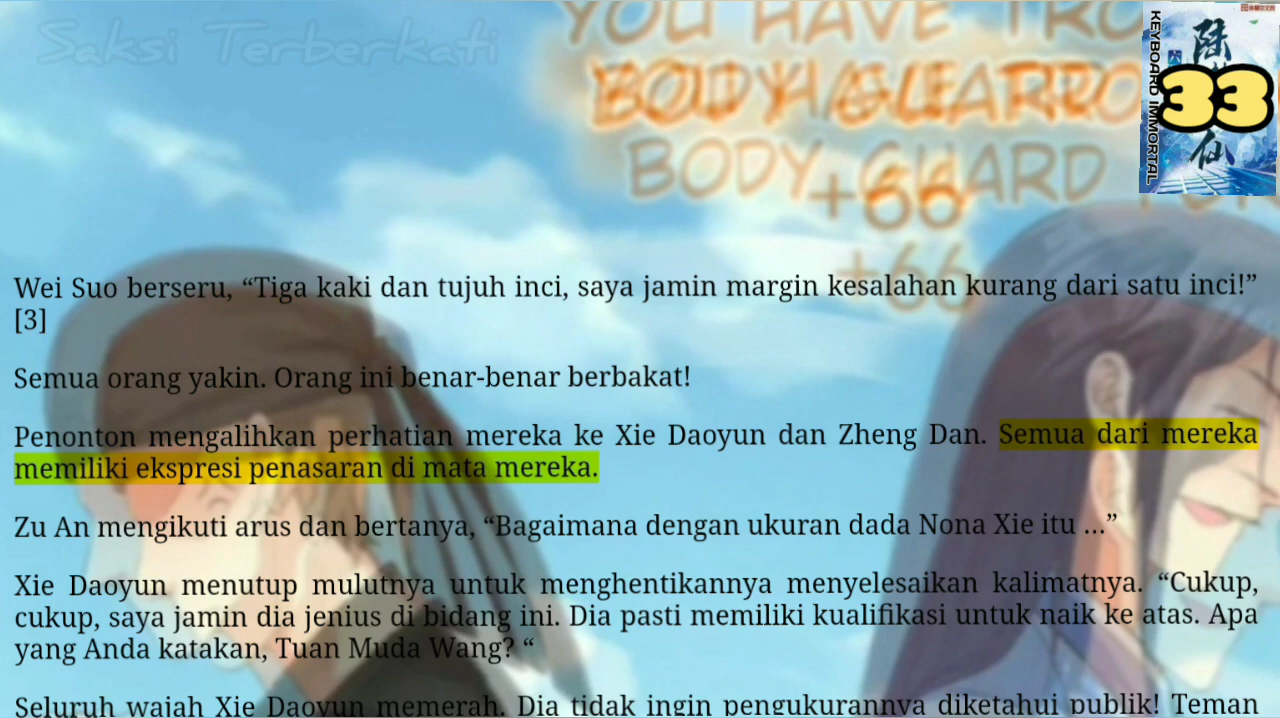 Saksi Terberkati
YOU HAVE TRO
BODY GUARD
+66
+66
KEYBOARD IMMORTAL
33
Wei Suo berseru, “Tiga kaki dan tujuh inci, saya jamin margin kesalahan kurang dari satu inci!”
[3]
Semua orang yakin. Orang ini benar-benar berbakat!
Penonton mengalihkan perhatian mereka ke Xie Daoyun dan Zheng Dan. Semua dari mereka
memiliki ekspresi penasaran di mata mereka.
Zu An mengikuti arus dan bertanya, “Bagaimana dengan ukuran dada Nona Xie itu …”
Xie Daoyun menutup mulutnya untuk menghentikannya menyelesaikan kalimatnya. “Cukup,
cukup, saya jamin dia jenius di bidang ini. Dia pasti memiliki kualifikasi untuk naik ke atas. Apa
yang Anda katakan, Tuan Muda Wang? “
Seluruh wajah Xie Daoyun memerah. Dia tidak ingin pengukurannya diketahui publik! Teman